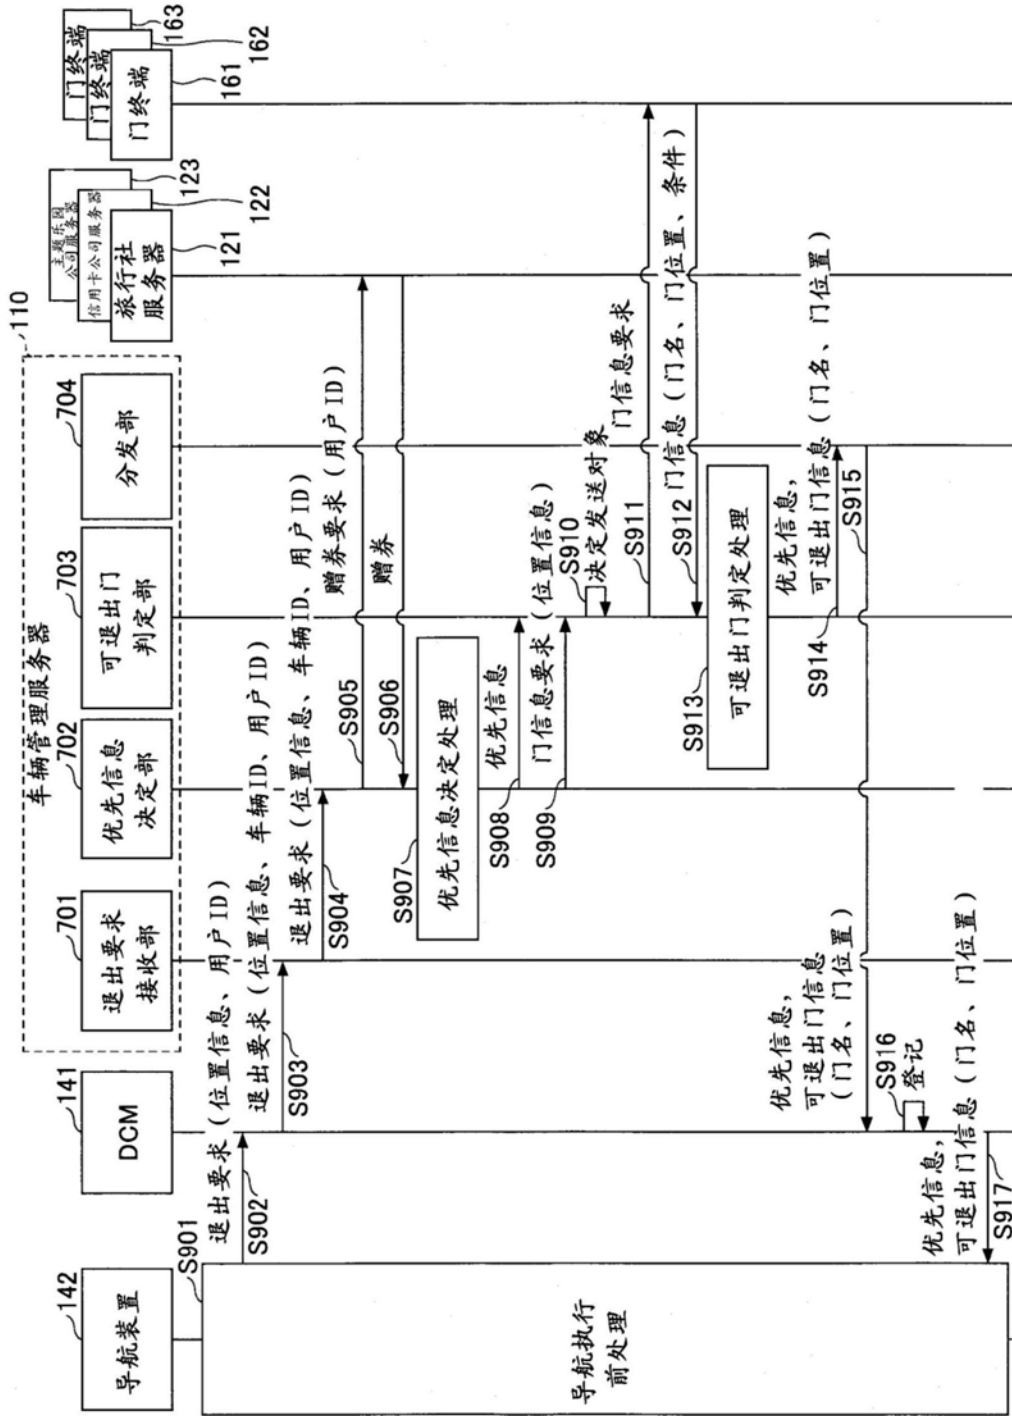 车辆管理服务器
110
142
导航装置
141
DCM
701
退出要求
接收部
702
优先信息
决定部
703
可退出门
判定部
704
分发部
主题乐园
公司服务器
123
信用卡公司服务器
122
旅行社
服务器
121
门终端
163
门终端
162
门终端
161
S901
导航执行
前处理
退出要求（位置信息、用户ID）
S902
退出要求（位置信息、车辆ID、用户ID）
S903
退出要求（位置信息、车辆ID、用户ID）
S904
赠券要求（用户ID）
S905
赠券
S906
S907
优先信息决定处理
优先信息
S908
门信息要求（位置信息）
S909
S910
决定发送对象
门信息要求
S911
门信息（门名、门位置、条件）
S912
S913
可退出门判定处理
优先信息，
可退出门信息（门名、门位置）
S914
S915
优先信息，
可退出门信息
（门名、门位置）
S916
登记
优先信息，
可退出门信息（门名、门位置）
S917